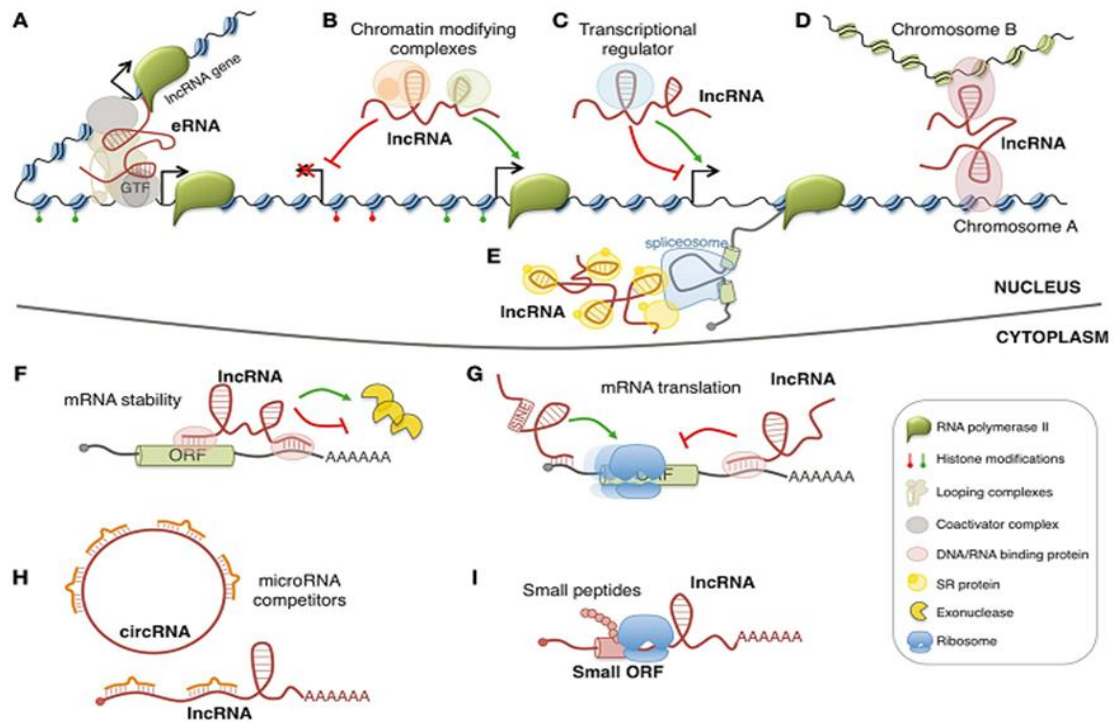 A
lncRNA gene
eRNA
GTF
B
Chromatin modifying
complexes
lncRNA
C
Transcriptional
regulator
lncRNA
D
Chromosome B
lncRNA
Chromosome A
E
spliceosome
lncRNA
NUCLEUS
CYTOPLASM
F
lncRNA
mRNA stability
ORF
AAAAAA
G
mRNA translation
lncRNA
SINE
ORF
AAAAAA
RNA polymerase II
Histone modifications
Looping complexes
Coactivator complex
DNA/RNA binding protein
SR protein
Exonuclease
Ribosome
H
microRNA
competitors
circRNA
AAAAAA
lncRNA
I
Small peptides
lncRNA
AAAAAA
Small ORF